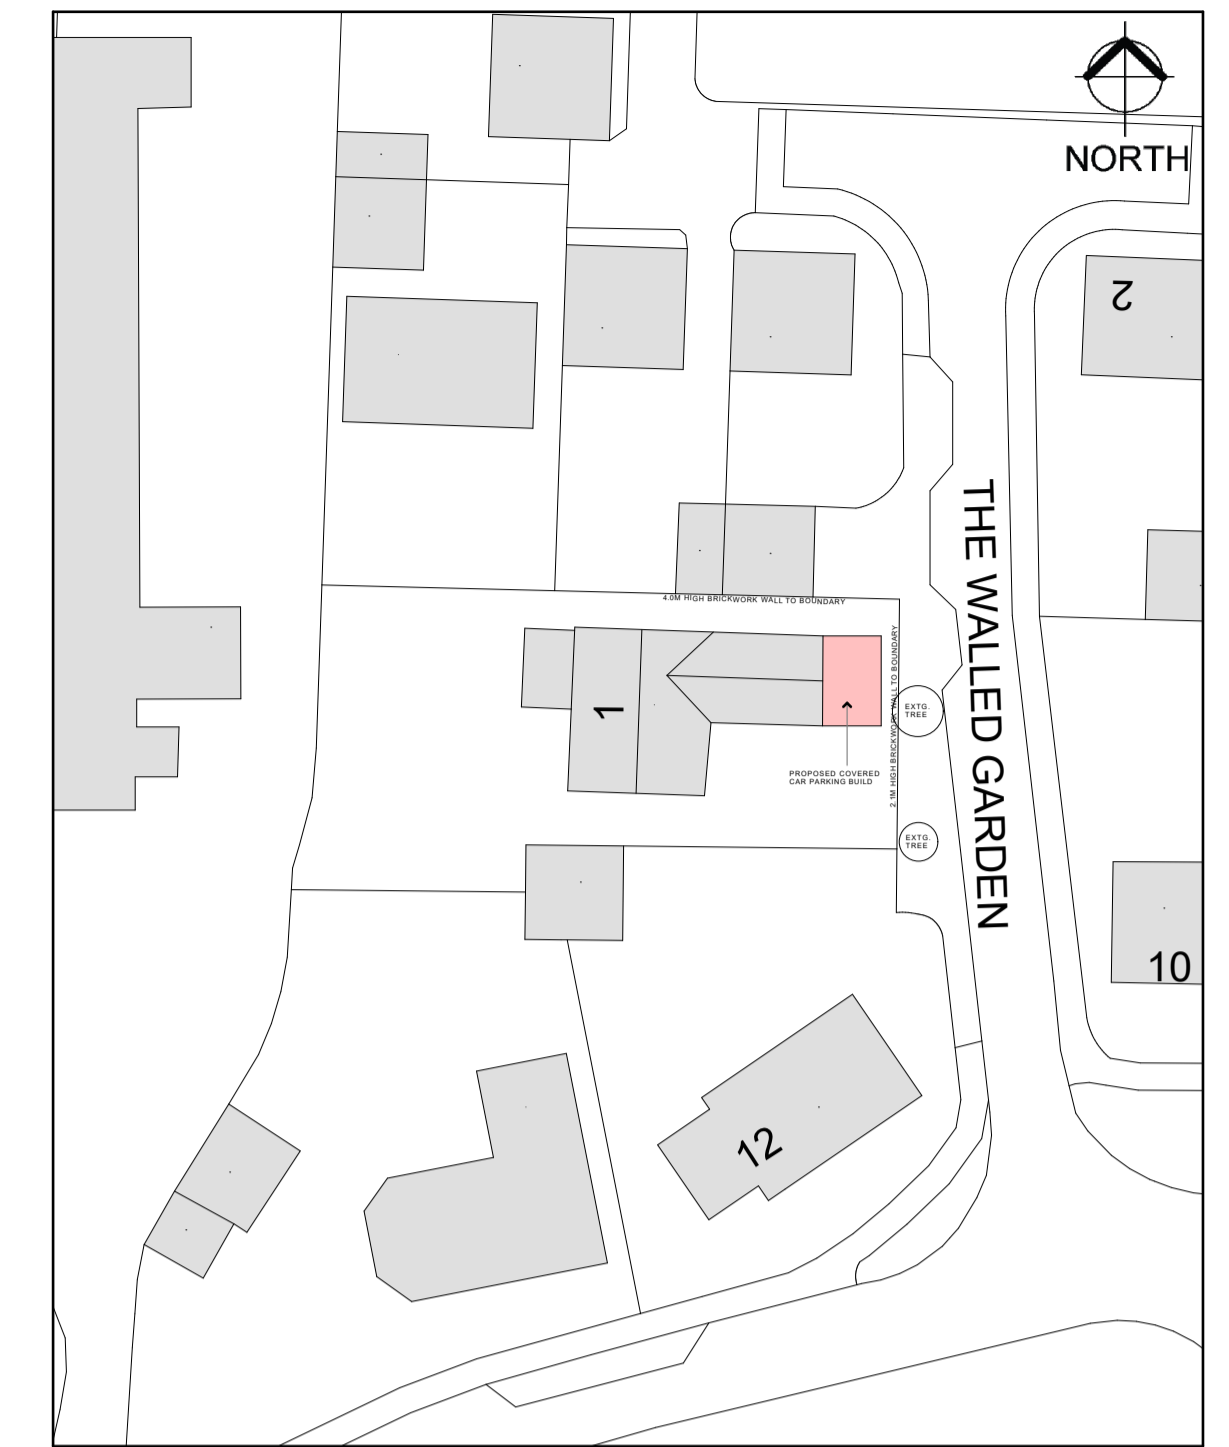 NORTH
2
THE WALLED GARDEN
4.0M HIGH BRICKWORK WALL TO BOUNDARY
2.1M HIGH BRICKWORK WALL TO BOUNDARY
1
EXTG.
TREE
PROPOSED COVERED
CAR PARKING BUILD
EXTG.
TREE
10
12